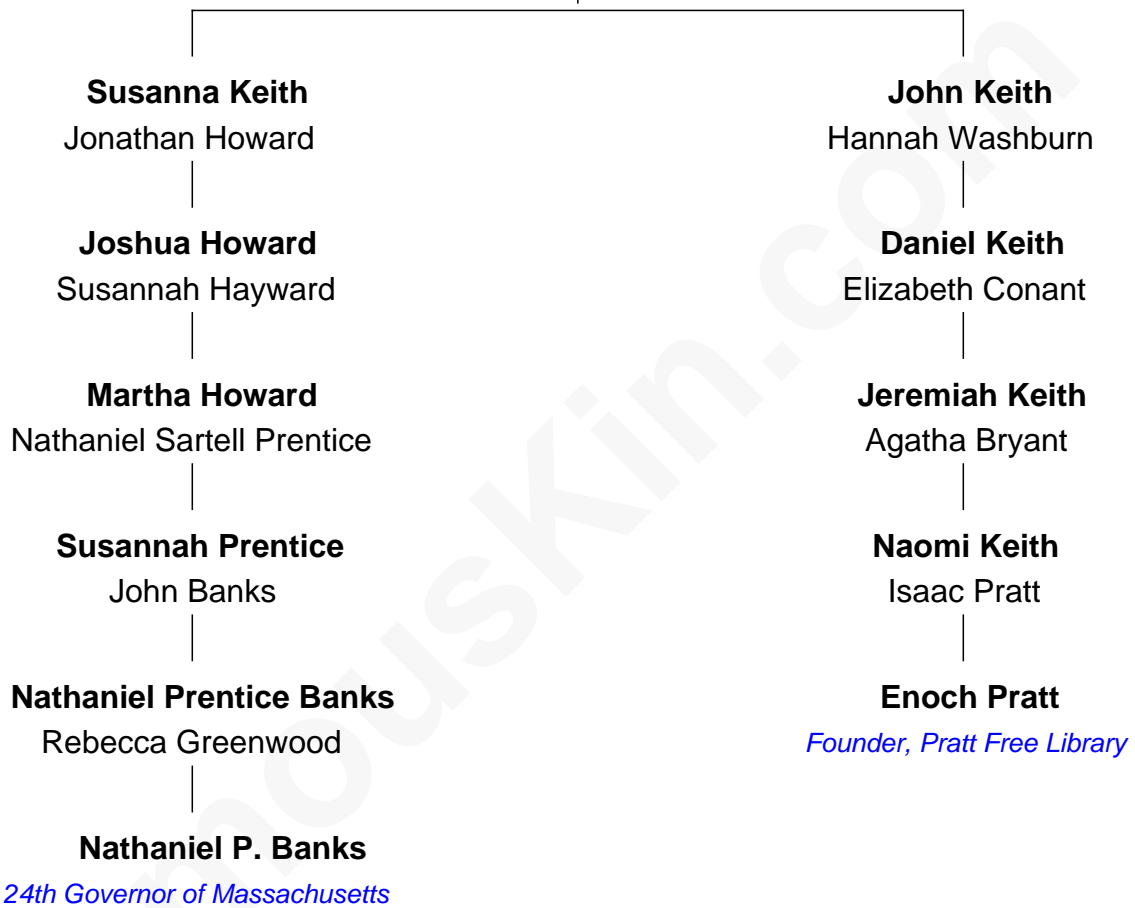 Susanna Keith
Jonathan Howard
John Keith
Hannah Washburn
Joshua Howard
Susannah Hayward
Daniel Keith
Elizabeth Conant
Martha Howard
Nathaniel Sartell Prentice
Jeremiah Keith
Agatha Bryant
Susannah Prentice
John Banks
Naomi Keith
Isaac Pratt
Nathaniel Prentice Banks
Rebecca Greenwood
Enoch Pratt
Founder, Pratt Free Library
Nathaniel P. Banks
24th Governor of Massachusetts
mousKin.com